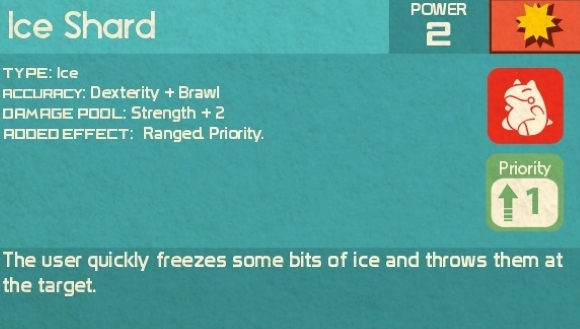 Ice Shard
POWER
2
TYPE: Ice
ACCURACY: Dexterity + Brawl
DAMAGE POOL: Strength + 2
ADDED EFFECT: Ranged. Priority.
Priority
1
The user quickly freezes some bits of ice and throws them at
the target.